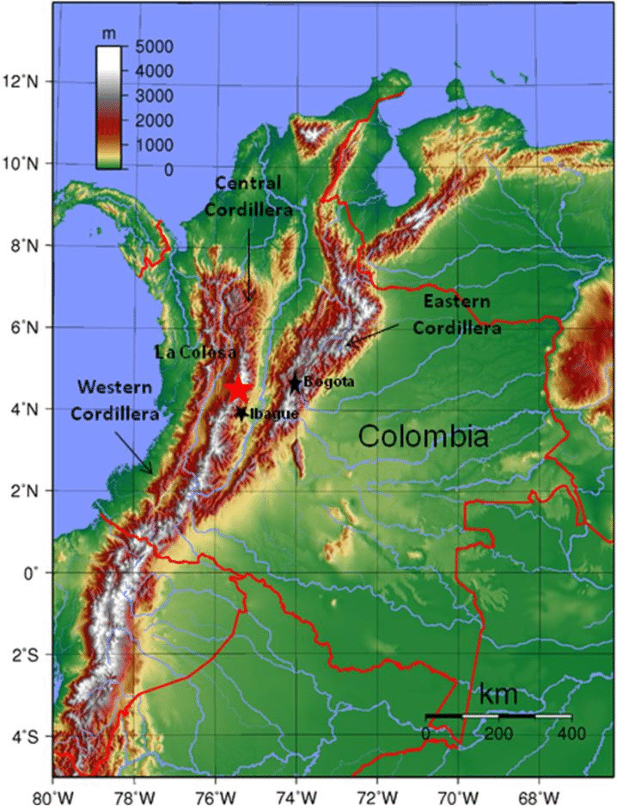 m
5000
4000
3000
2000
1000
0
12°N
10°N
8°N
6°N
4°N
2°N
0°
2°S
4°S
Central
Cordillera
Eastern
Cordillera
La Colosa
Western
Cordillera
Bogota
Ibague
Colombia
km
0 200 400
80°W 78°W 76°W 74°W 72°W 70°W 68°W